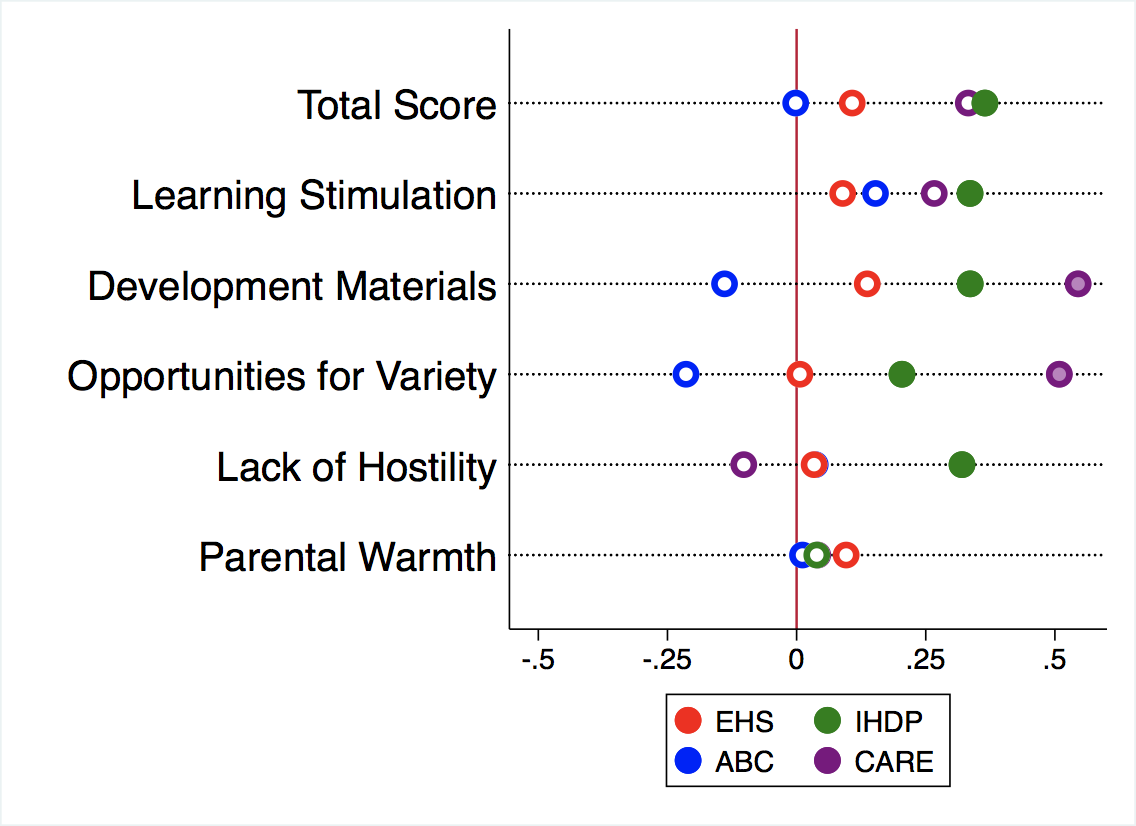 Total Score
Learning Stimulation
Development Materials
Opportunities for Variety
Lack of Hostility
Parental Warmth
-.5 -.25 0 .25 .5
EHS IHDP
ABC CARE